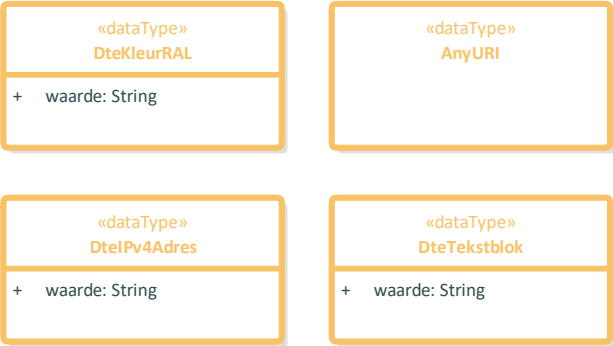 «dataType»
DteKleurRAL
+ waarde: String
«dataType»
AnyURI
«dataType»
DteIPv4Adres
+ waarde: String
«dataType»
DteTekstblok
+ waarde: String